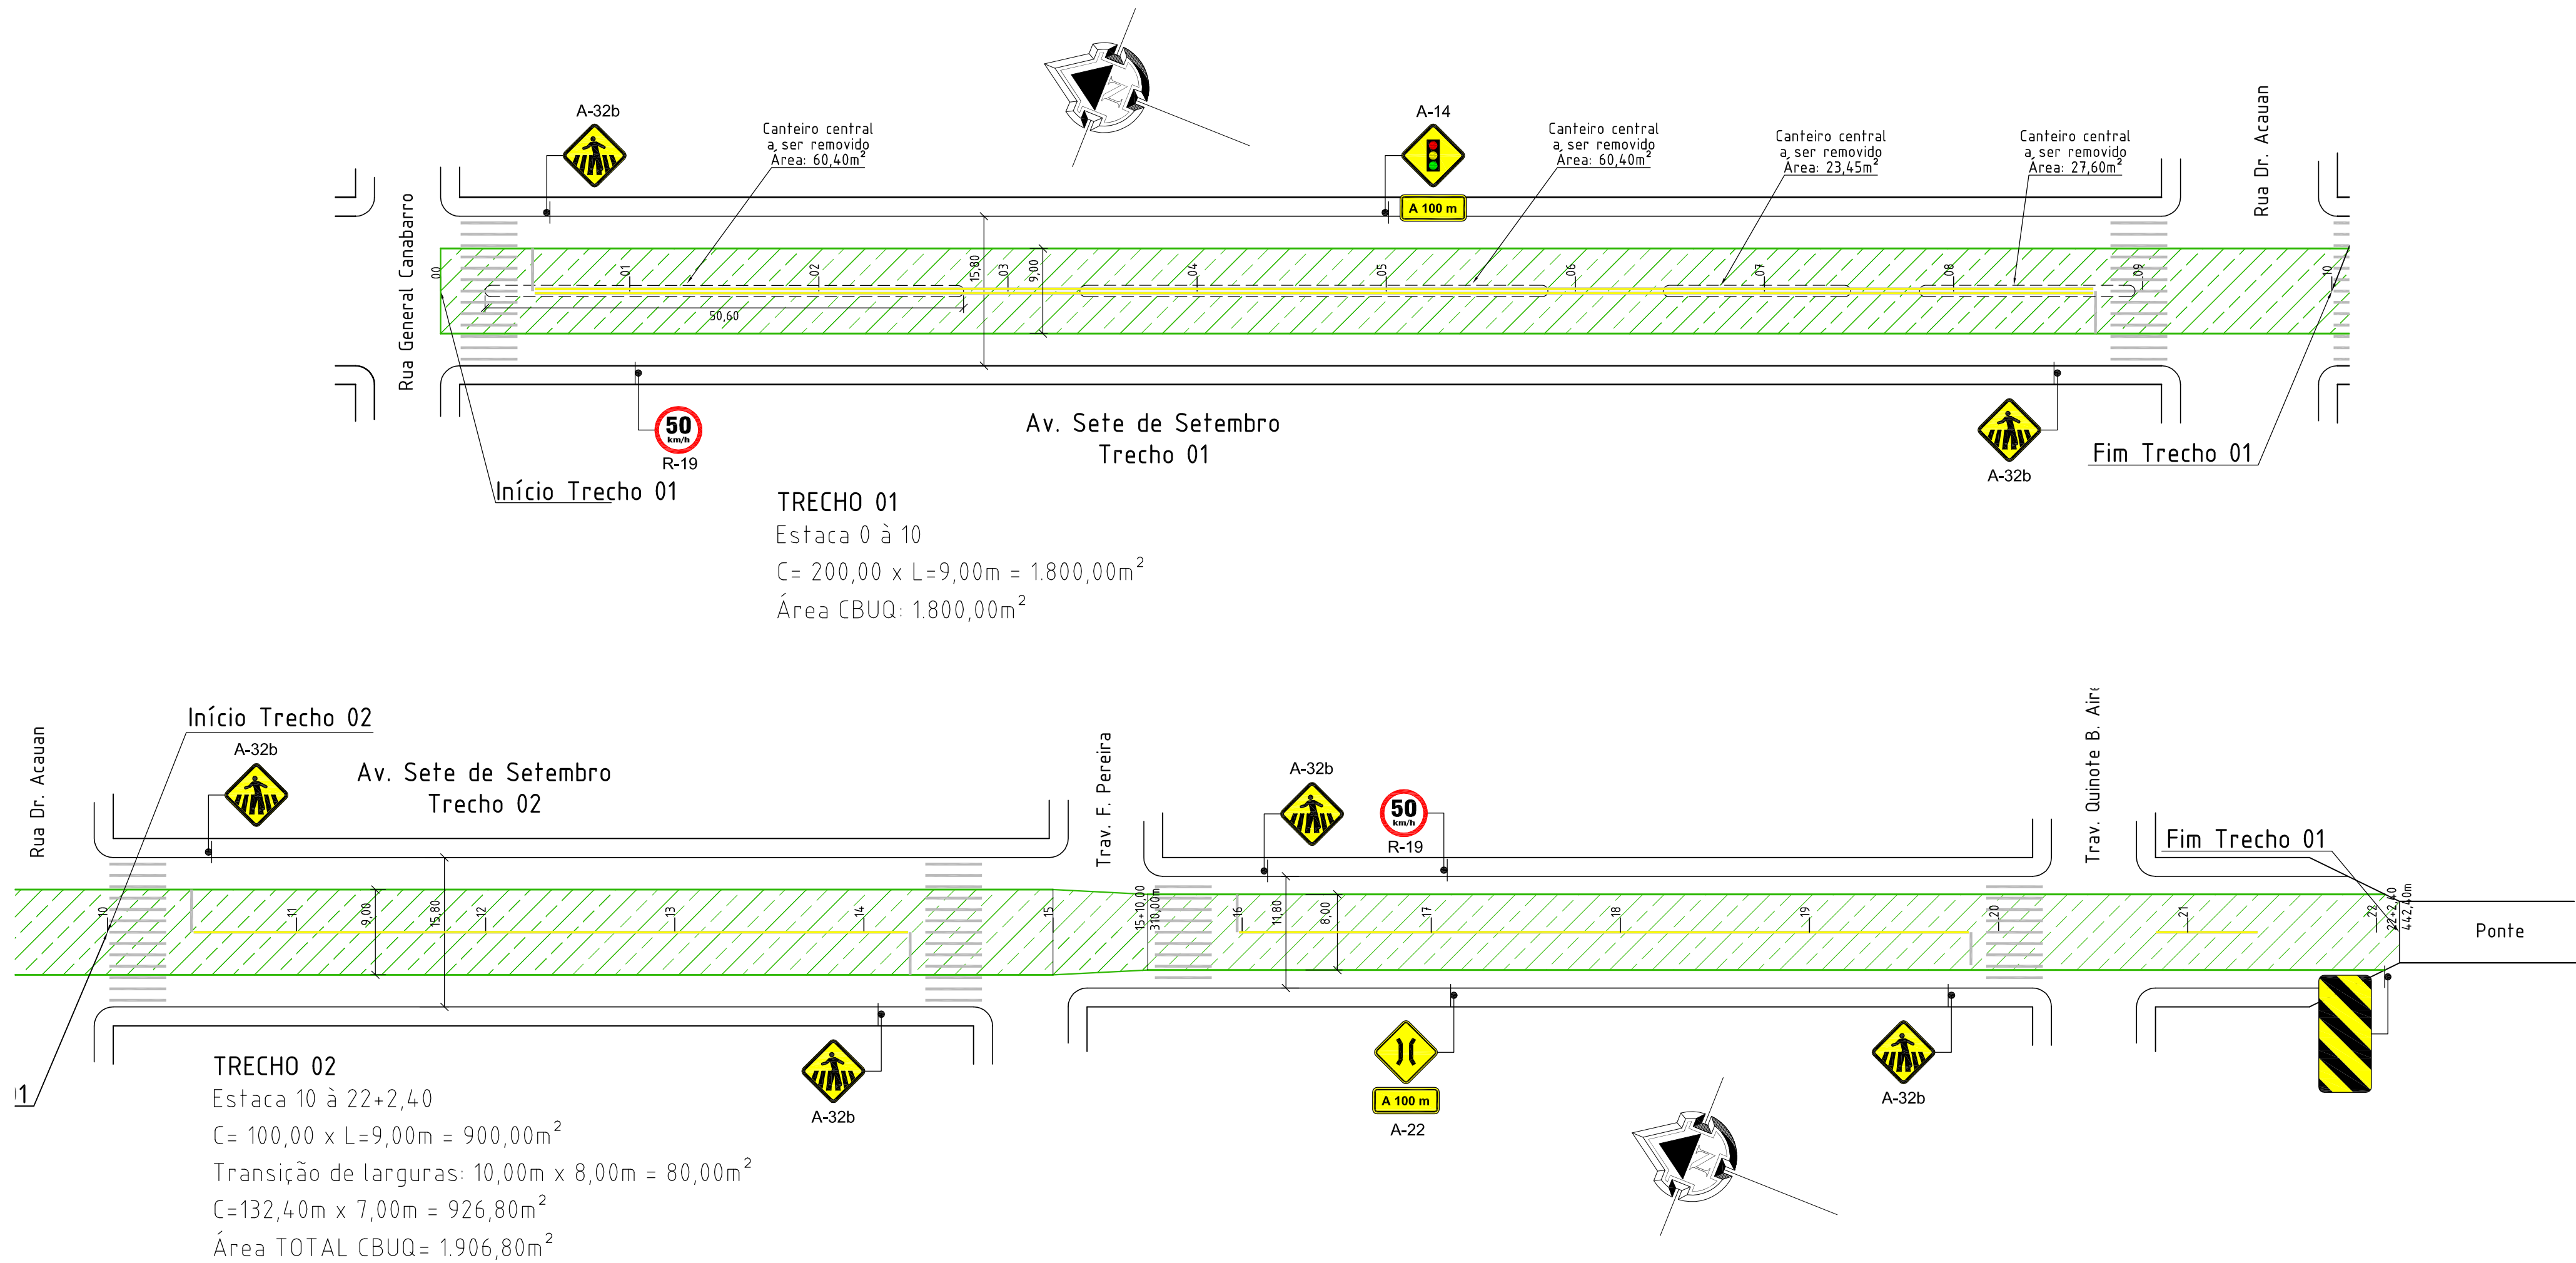 A-32b
Canteiro central
a ser removido
Área: 60,40m²
N
A-14
A 100 m
Canteiro central
a ser removido
Área: 60,40m²
Canteiro central
a ser removido
Área: 23,45m²
Canteiro central
a ser removido
Área: 27,60m²
Rua Dr. Acauan
Rua General Canabarro
00
01
02
15,80
03
9,00
04
05
06
07
08
09
10
50,60
50
km/h
R-19
Início Trecho 01
Av. Sete de Setembro
Trecho 01
A-32b
Fim Trecho 01
TRECHO 01
Estaca 0 à 10
C= 200,00 x L=9,00m = 1.800,00m²
Área CBUQ: 1.800,00m²
Rua Dr. Acauan
Início Trecho 02
A-32b
Av. Sete de Setembro
Trecho 02
Trav. F. Pereira
A-32b
50
km/h
R-19
Trav. Quinote B. Aire
Fim Trecho 01
10
11
9,00
15,80
12
13
14
15
15+10,00
310,00m
16
11,80
8,00
17
18
19
20
21
22
22+2,40
442,40m
Ponte
01
TRECHO 02
Estaca 10 à 22+2,40
C= 100,00 x L=9,00m = 900,00m²
Transição de larguras: 10,00m x 8,00m = 80,00m²
C=132,40m x 7,00m = 926,80m²
Área TOTAL CBUQ= 1.906,80m²
A-32b
A 100 m
A-22
A-32b
N